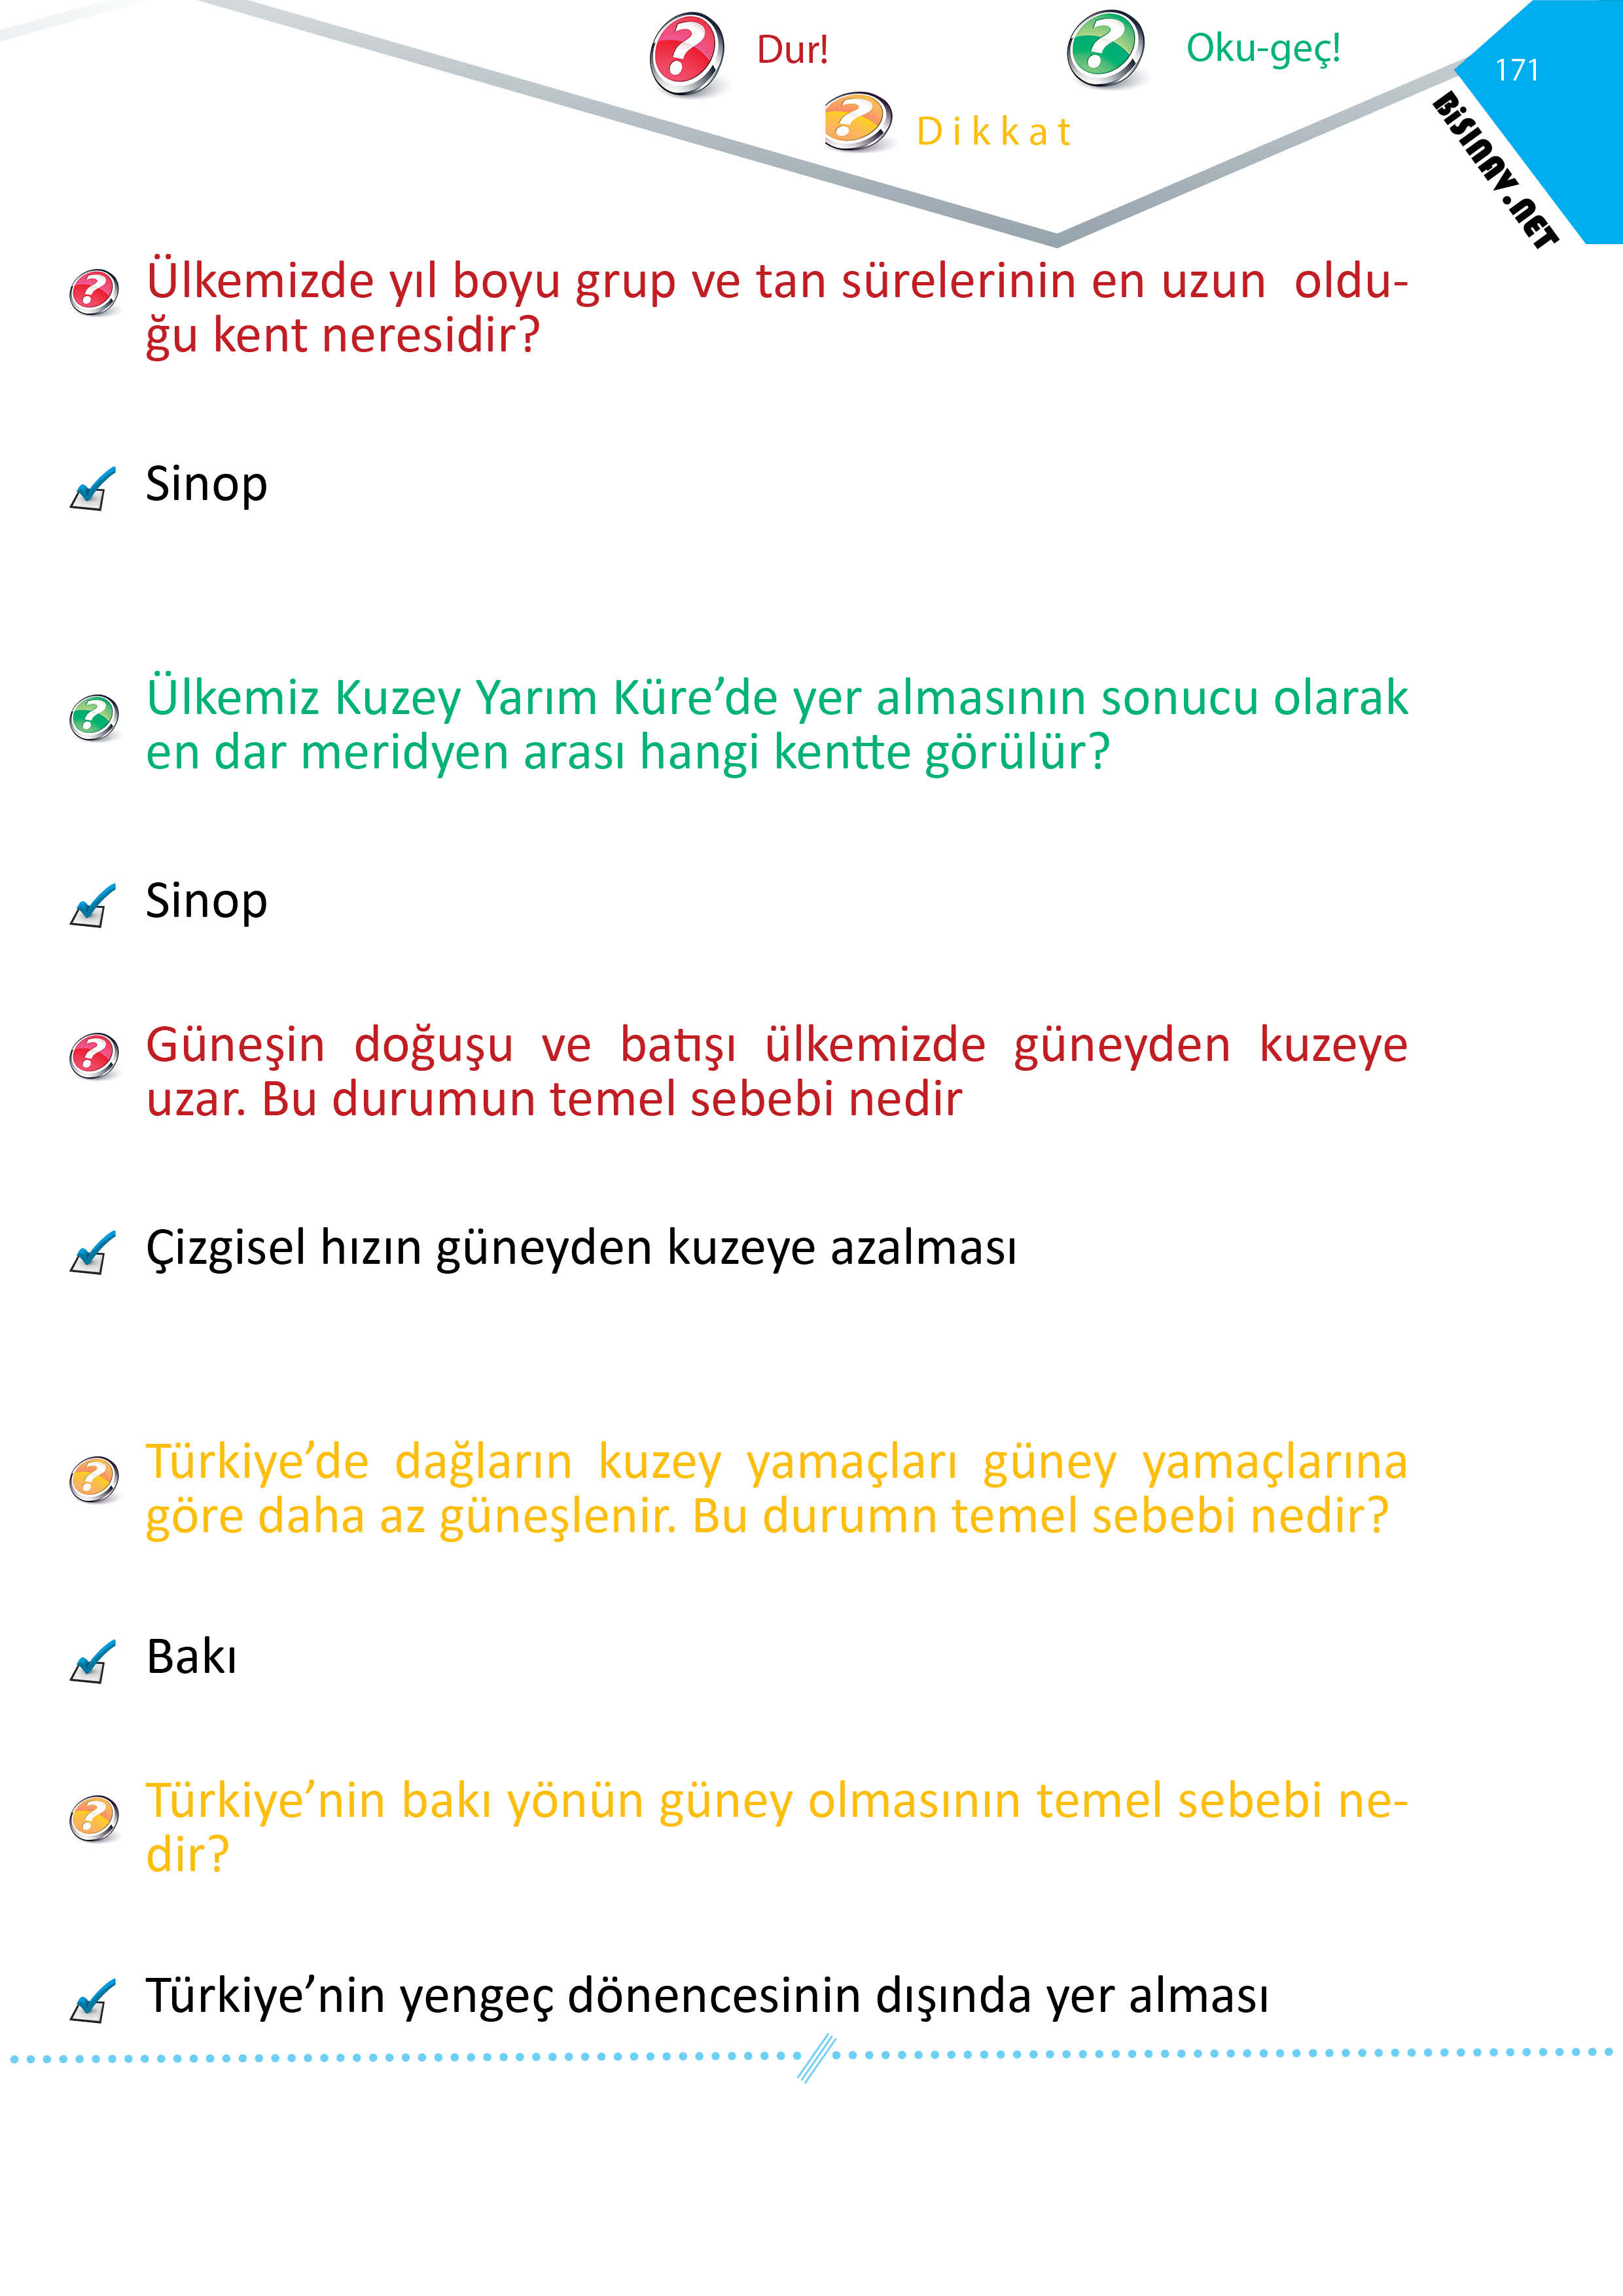 Dur!
Oku-geç!
Dikkat
171
BiSINAV.NET
Ülkemizde yıl boyu grup ve tan sürelerinin en uzun oldu-
ğu kent neresidir?
Sinop
Ülkemiz Kuzey Yarım Küre’de yer almasının sonucu olarak
en dar meridyen arası hangi kentte görülür?
Sinop
Güneşin doğuşu ve batışı ülkemizde güneyden kuzeye
uzar. Bu durumun temel sebebi nedir
Çizgisel hızın güneyden kuzeye azalması
Türkiye’de dağların kuzey yamaçları güney yamaçlarına
göre daha az güneşlenir. Bu durumn temel sebebi nedir?
Bakı
Türkiye’nin bakı yönün güney olmasının temel sebebi ne-
dir?
Türkiye’nin yengeç dönencesinin dışında yer alması